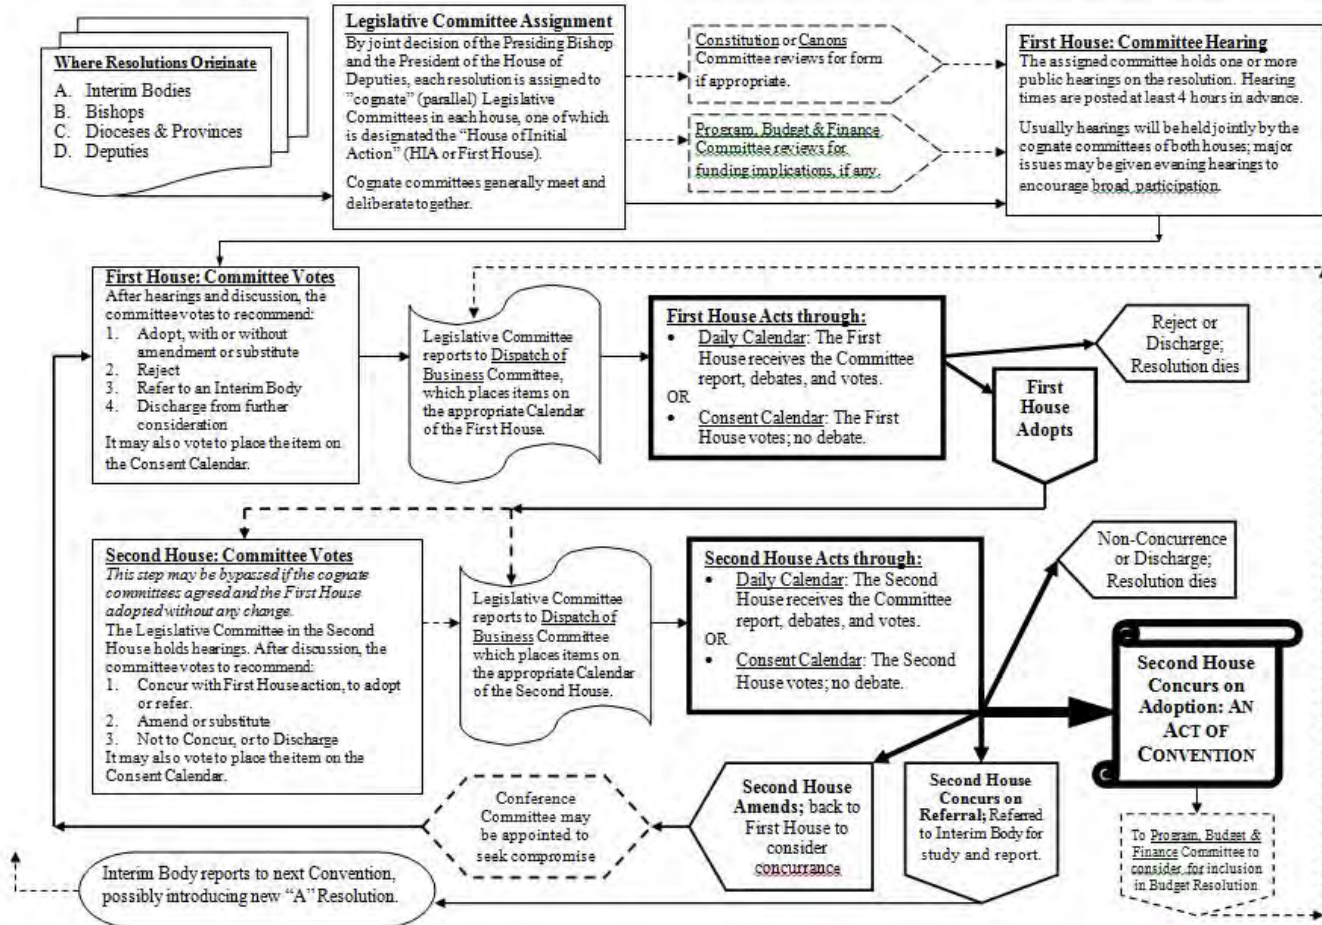 Where Resolutions Originate
A. Interim Bodies
B. Bishops
C. Dioceses & Provinces
D. Deputies
Legislative Committee Assignment
By joint decision of the Presiding Bishop
and the President of the House of
Deputies, each resolution is assigned to
"cognate" (parallel) Legislative
Committees in each house, one of which
is designated the "House of Initial
Action" (HIA or First House).
Cognate committees generally meet and
deliberate together.
Constitution or Canons
Committee reviews for form
if appropriate.
Program, Budget & Finance
Committee reviews for
funding implications, if any.
First House: Committee Hearing
The assigned committee holds one or more
public hearings on the resolution. Hearing
times are posted at least 4 hours in advance.
Usually hearings will be held jointly by the
cognate committees of both houses; major
issues may be given evening hearings to
encourage broad participation.
First House: Committee Votes
After hearings and discussion, the
committee votes to recommend:
1. Adopt, with or without
amendment or substitute
2. Reject
3. Refer to an Interim Body
4. Discharge from further
consideration
It may also vote to place the item on
the Consent Calendar.
Legislative Committee
reports to Dispatch of
Business Committee,
which places items on
the appropriate Calendar
of the First House.
First House Acts through:
• Daily Calendar: The First
House receives the Committee
report, debates, and votes.
OR
• Consent Calendar: The First
House votes; no debate.
Reject or
Discharge;
Resolution dies
First
House
Adopts
Second House: Committee Votes
This step may be bypassed if the cognate
committees agreed and the First House
adopted without any change.
The Legislative Committee in the Second
House holds hearings. After discussion, the
committee votes to recommend:
1. Concur with First House action, to adopt
or refer.
2. Amend or substitute
3. Not to Concur, or to Discharge
It may also vote to place the item on the
Consent Calendar.
Legislative Committee
reports to Dispatch of
Business Committee
which places items on
the appropriate Calendar
of the Second House.
Second House Acts through:
• Daily Calendar: The Second
House receives the Committee
report, debates, and votes.
OR
• Consent Calendar: The Second
House votes; no debate.
Non-Concurrence
or Discharge;
Resolution dies
Second House
Concurs on
Adoption: AN
ACT OF
CONVENTION
Conference
Committee may
be appointed to
seek compromise
Second House
Amends; back to
First House to
consider
concurrance
Second House
Concurs on
Referral; Referred
to Interim Body for
study and report.
To Program, Budget &
Finance Committee to
consider for inclusion
in Budget Resolution
Interim Body reports to next Convention,
possibly introducing new "A" Resolution.